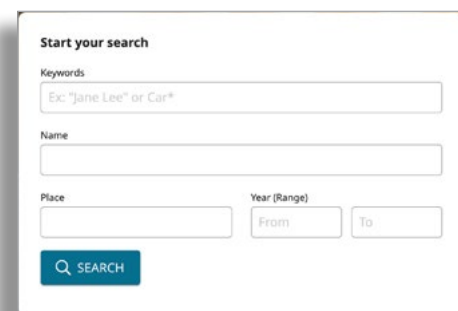 Start your search
Keywords
Ex: "Jane Lee" or Car*
Name
Place
Year (Range)
From
To
SEARCH